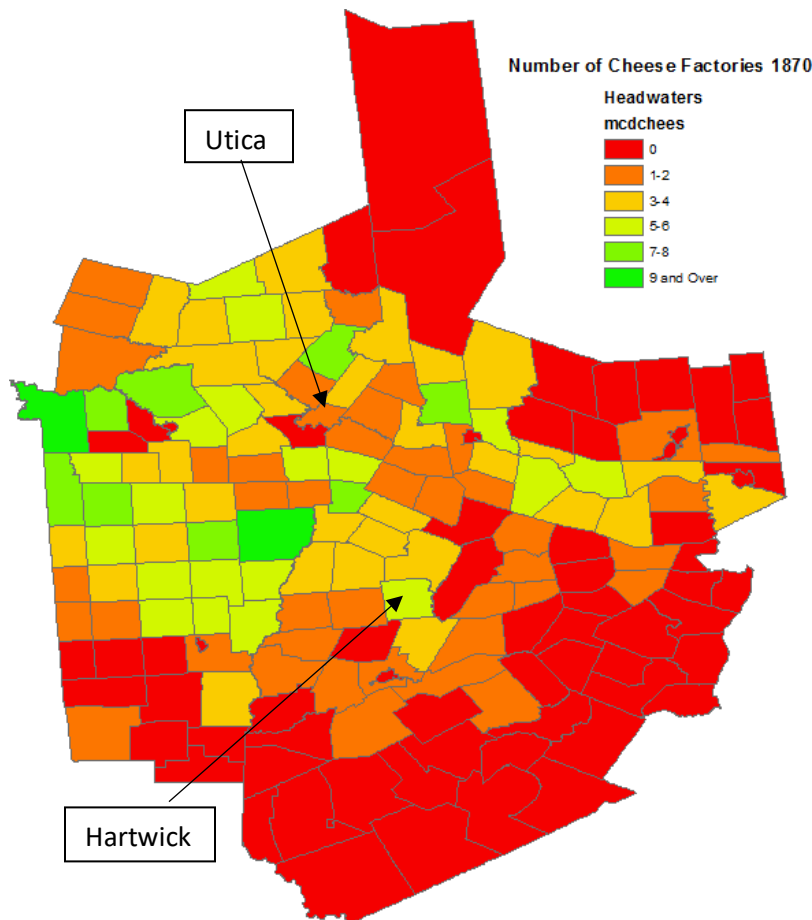 Number of Cheese Factories 1870
Headwaters
mcdchees
0
1-2
3-4
5-6
7-8
9 and Over
Utica
Hartwick